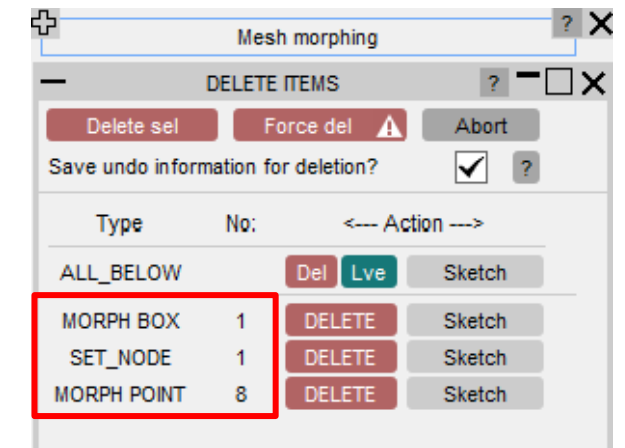 ?
Mesh morphing
DELETE ITEMS ?
Delete sel Force del Abort
Save undo information for deletion? ?
Type No: <--- Action --->
ALL_BELOW Del Lve Sketch
MORPH BOX 1 DELETE Sketch
SET_NODE 1 DELETE Sketch
MORPH POINT 8 DELETE Sketch